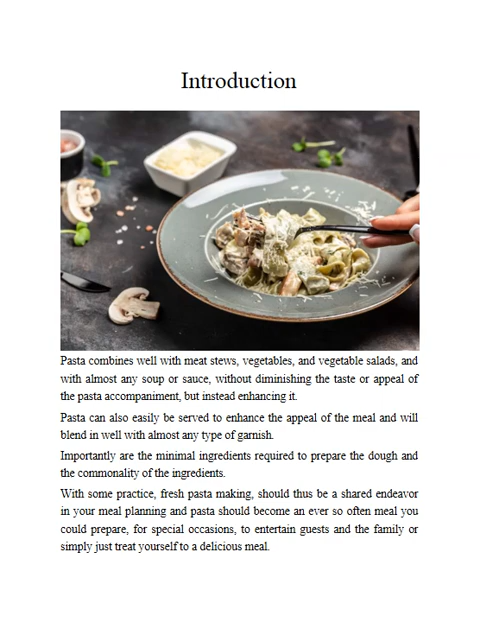 Introduction
Pasta combines well with meat stews, vegetables, and vegetable salads, and
with almost any soup or sauce, without diminishing the taste or appeal of
the pasta accompaniment, but instead enhancing it.
Pasta can also easily be served to enhance the appeal of the meal and will
blend in well with almost any type of garnish.
Importantly are the minimal ingredients required to prepare the dough and
the commonality of the ingredients.
With some practice, fresh pasta making, should thus be a shared endeavor
in your meal planning and pasta should become an ever so often meal you
could prepare, for special occasions, to entertain guests and the family or
simply just treat yourself to a delicious meal.